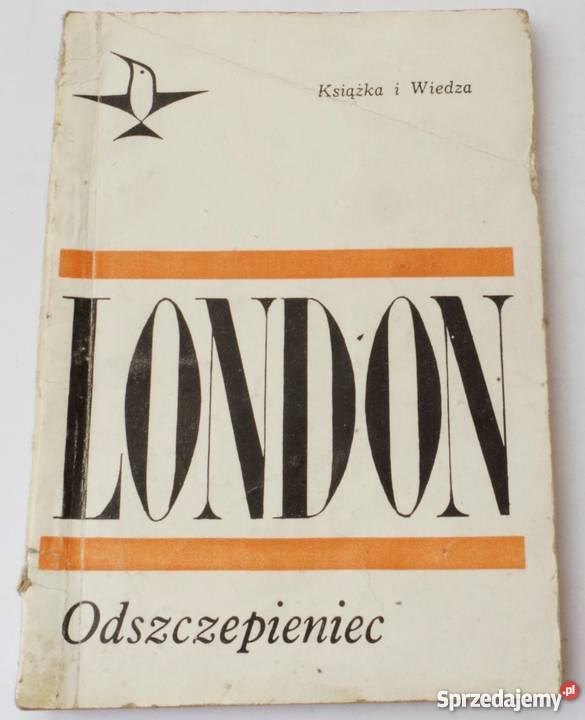 Książka i Wiedza
LONDON
Odszczepieniec
Sprzedajemy.pl